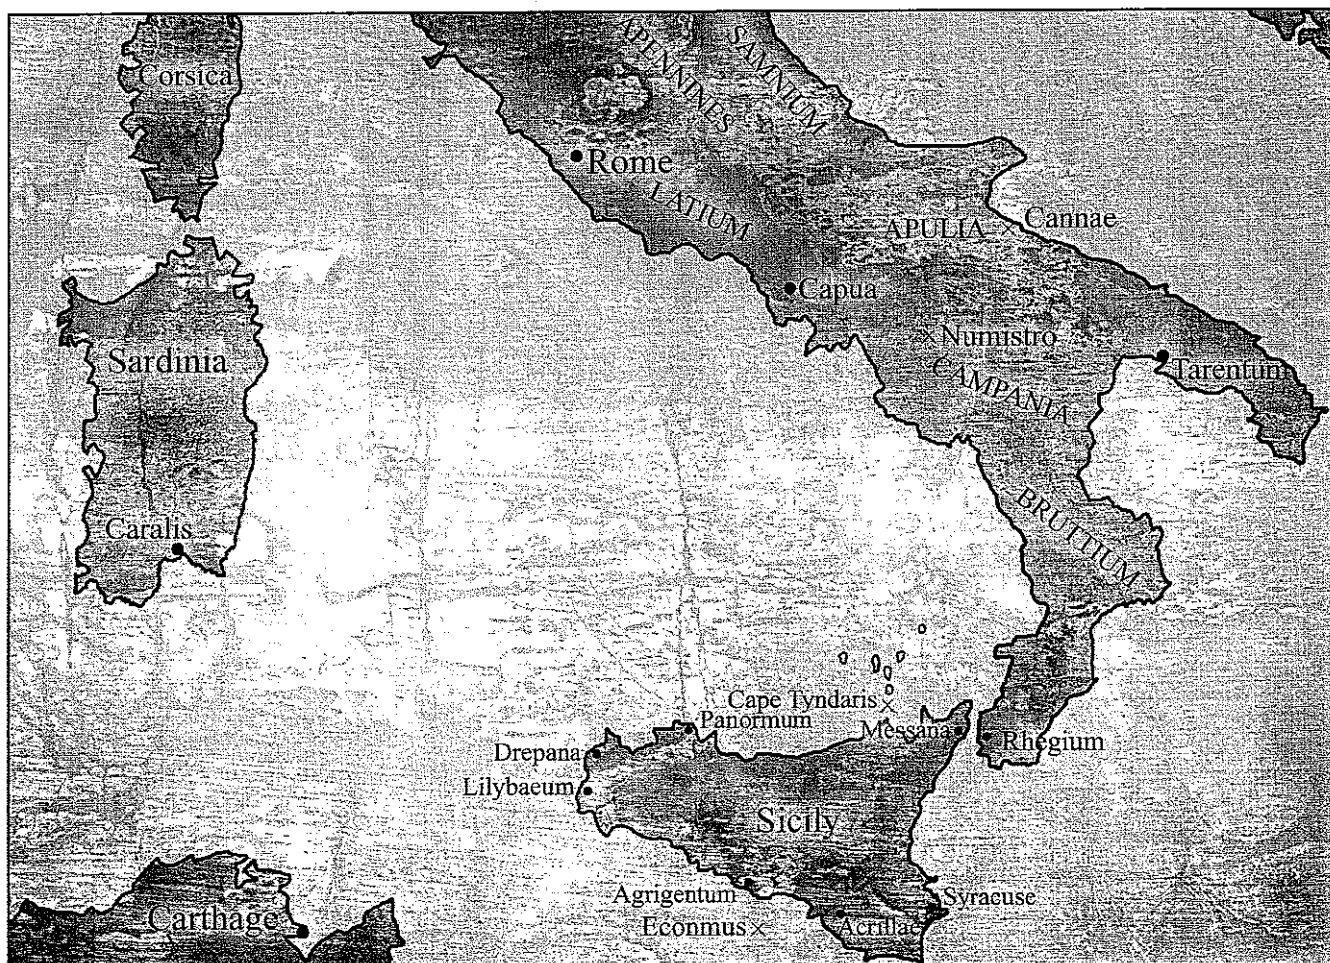 Corsica
APENNINES
SAMNIUM
Rome
LATIUM
APULIA
Cannae
Capua
Numistro
Sardinia
CAMPANIA
Tarentum
Caralis
BRUTTIUM
Cape Tyndaris
Panormum
Messana
Rhegium
Drepana
Lilybaeum
Sicily
Agrigentum
Syracuse
Carthage
Econmus
Acrillae